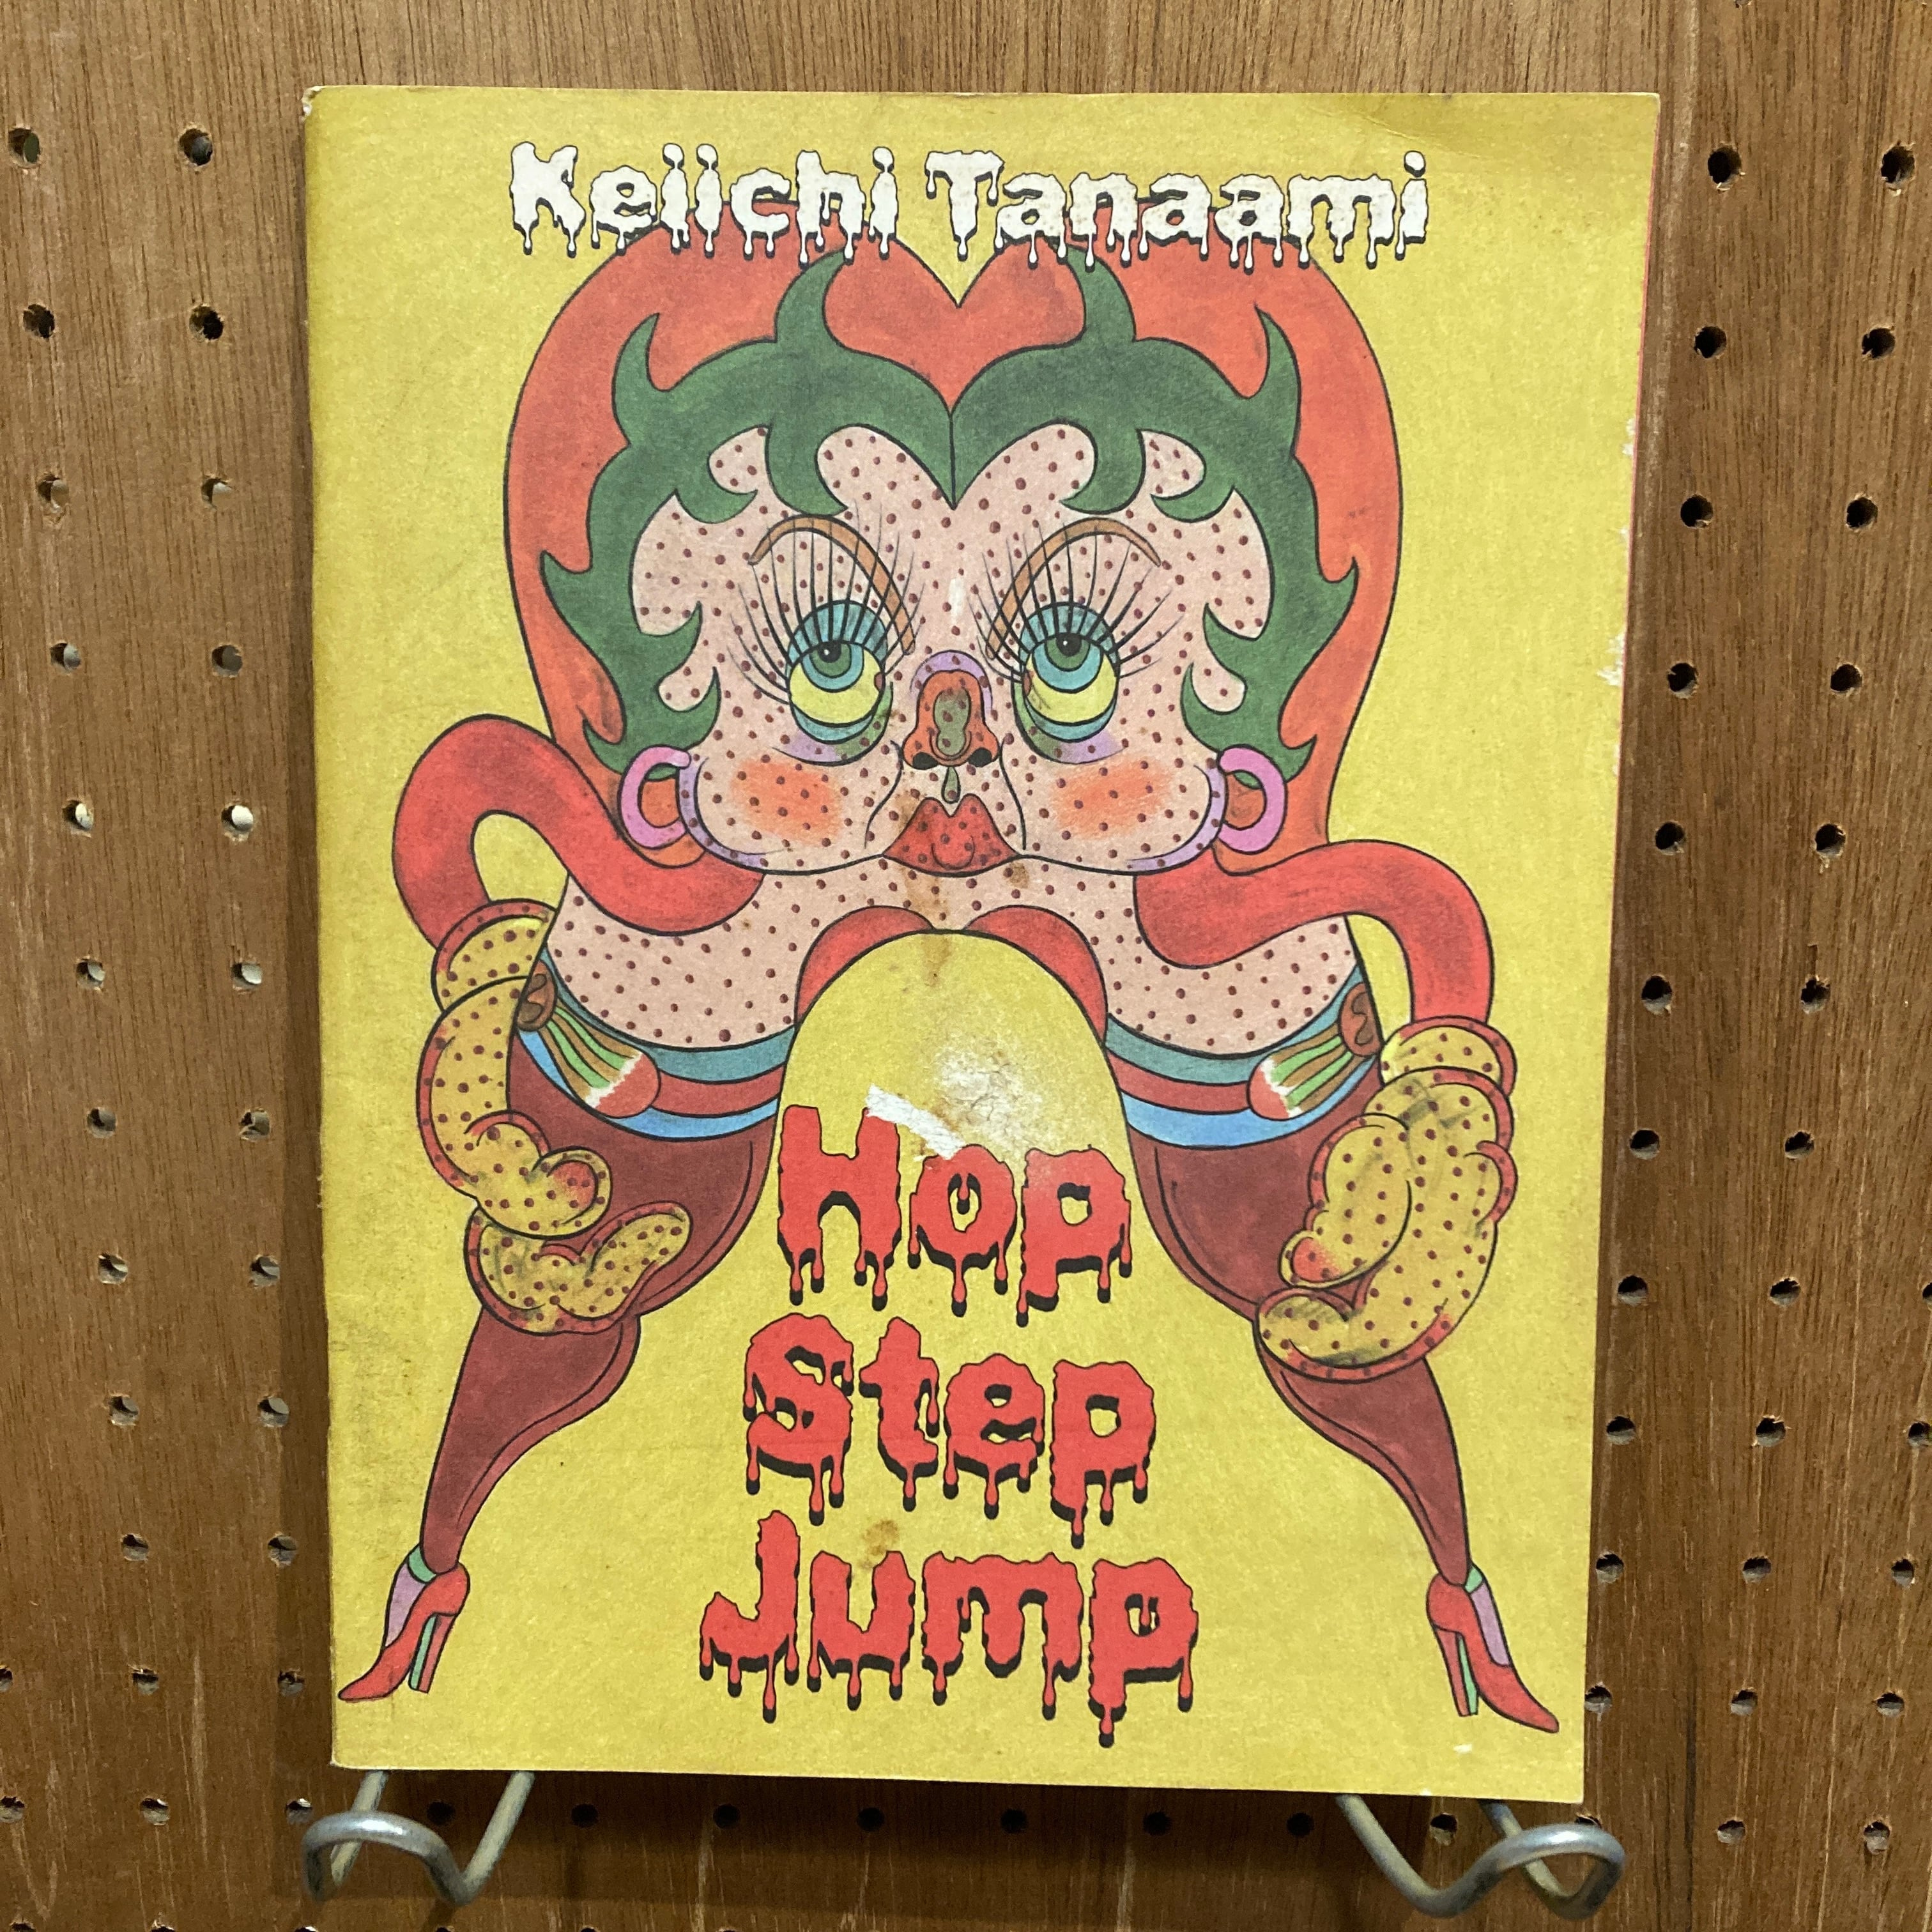 Keiichi Tanaami
Hop
Step
Jump